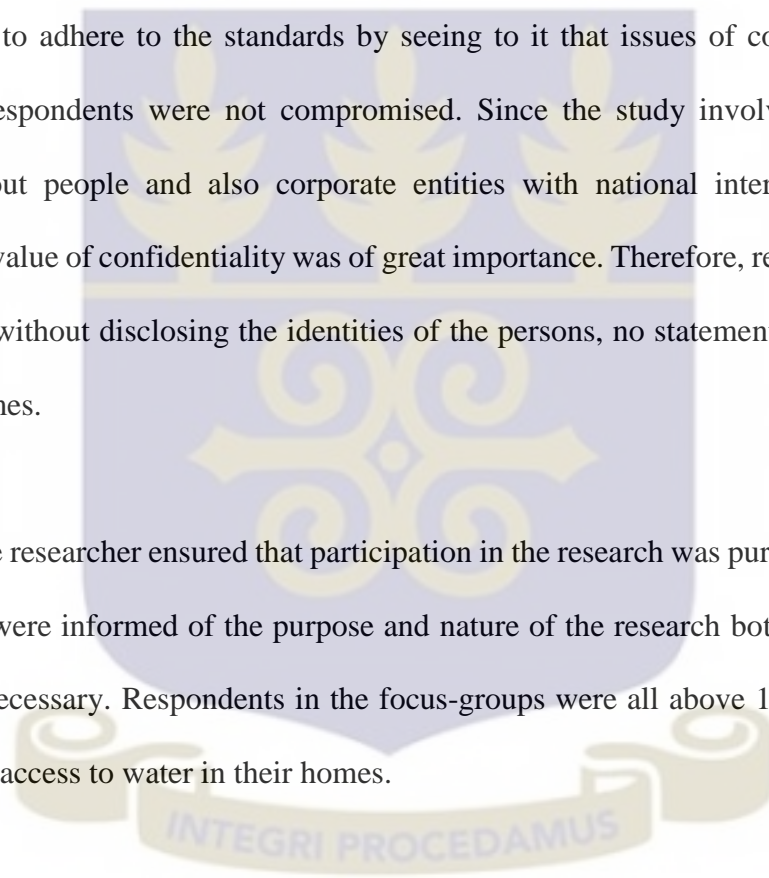 to adhere to the standards by seeing to it that issues of co
espondents were not compromised. Since the study involv
out people and also corporate entities with national inter
value of confidentiality was of great importance. Therefore, re
without disclosing the identities of the persons, no statement
nes.
e researcher ensured that participation in the research was pur
were informed of the purpose and nature of the research bot
ecessary. Respondents in the focus-groups were all above 1
access to water in their homes.
INTEGRI PROCEDAMUS